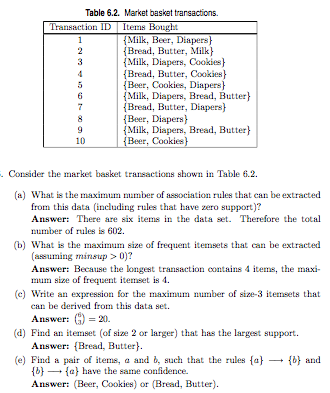 Table 6.2. Market basket transactions.
Transaction ID Items Bought
1 {Milk, Beer, Diapers}
2 {Bread, Butter, Milk}
3 {Milk, Diapers, Cookies}
4 {Bread, Butter, Cookies}
5 {Beer, Cookies, Diapers}
6 {Milk, Diapers, Bread, Butter}
7 {Bread, Butter, Diapers}
8 {Beer, Diapers}
9 {Milk, Diapers, Bread, Butter}
10 {Beer, Cookies}
. Consider the market basket transactions shown in Table 6.2.
(a) What is the maximum number of association rules that can be extracted
from this data (including rules that have zero support)?
Answer: There are six items in the data set. Therefore the total
number of rules is 602.
(b) What is the maximum size of frequent itemsets that can be extracted
(assuming minsup > 0)?
Answer: Because the longest transaction contains 4 items, the maxi-
mum size of frequent itemset is 4.
(c) Write an expression for the maximum number of size-3 itemsets that
can be derived from this data set.
Answer: (6 3) = 20.
(d) Find an itemset (of size 2 or larger) that has the largest support.
Answer: {Bread, Butter}.
(e) Find a pair of items, a and b, such that the rules {a} ⟶ {b} and
{b} ⟶ {a} have the same confidence.
Answer: (Beer, Cookies) or (Bread, Butter).